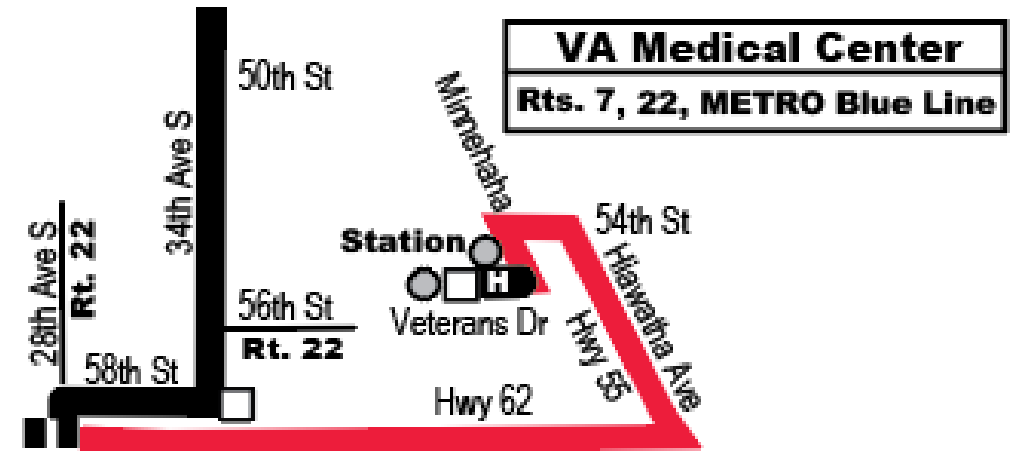 VA Medical Center
Rts. 7, 22, METRO Blue Line
50th St
Minnehaha
34th Ave S
28th Ave S
Rt. 22
54th St
Station
H
Hiawatha Ave
Veterans Dr
Hwy 55
56th St
Rt. 22
58th St
Hwy 62